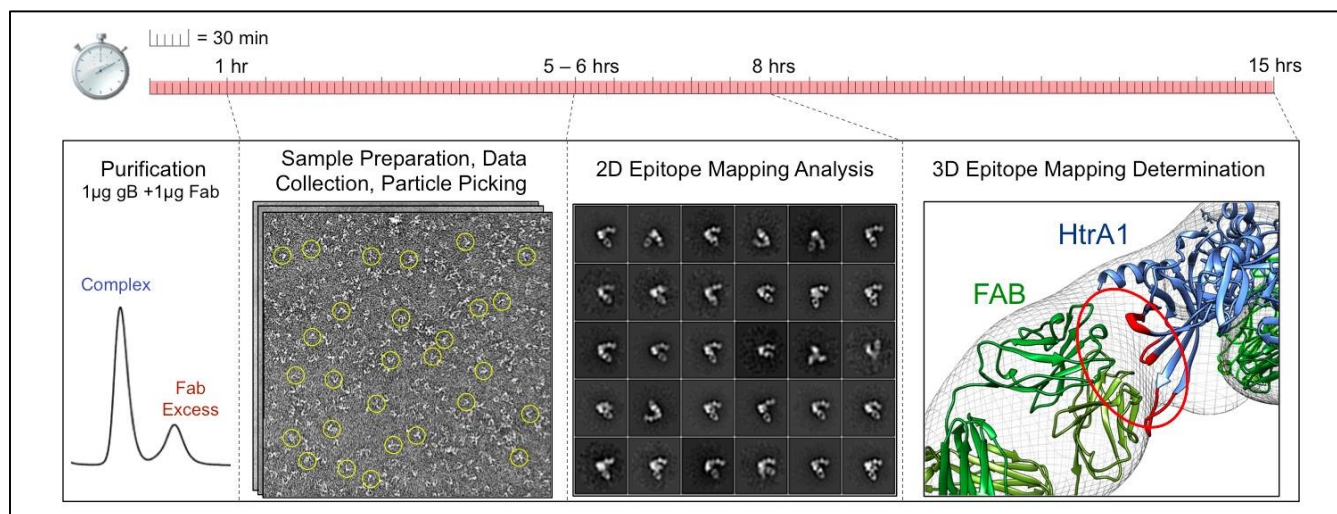 = 30 min
1 hr
5 – 6 hrs
8 hrs
15 hrs
Purification
1µg gB +1µg Fab
Complex
Fab
Excess
Sample Preparation, Data
Collection, Particle Picking
2D Epitope Mapping Analysis
3D Epitope Mapping Determination
HtrA1
FAB